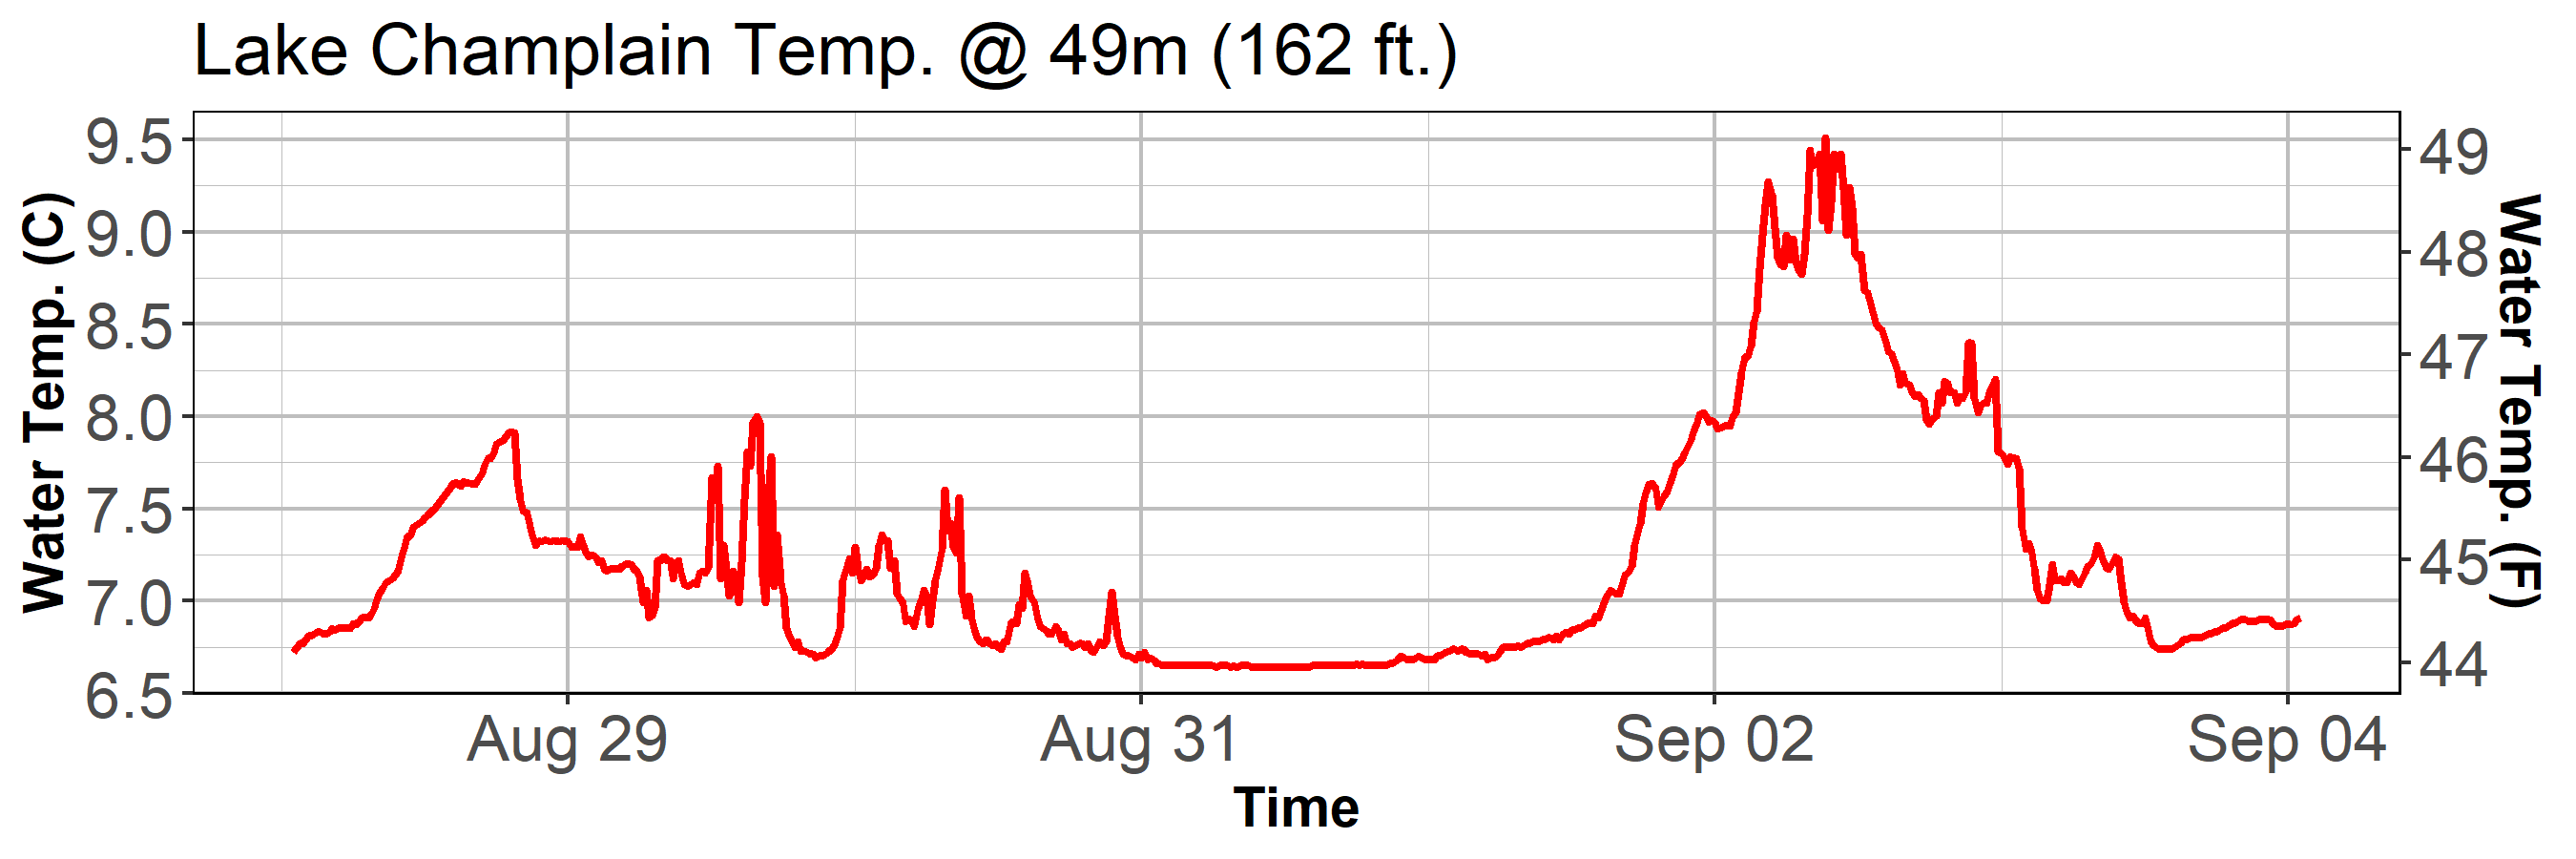 Lake Champlain Temp. @ 49m (162 ft.)
Water Temp. (C)
9.5
9.0
8.5
8.0
7.5
7.0
6.5
49
48
47
46
45
44
Water Temp. (F)
Aug 29 Aug 31 Sep 02 Sep 04
Time